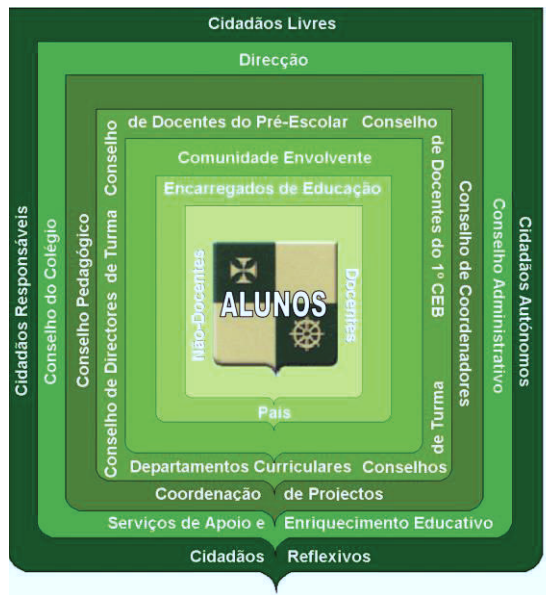 Cidadãos Livres
Direcção
Conselho de Docentes do Pré-Escolar
Conselho de Docentes do 1º CEB
Comunidade Envolvente
Encarregados de Educação
Cidadãos Responsáveis
Conselho do Colégio
Conselho Pedagógico
Conselho de Directores de Turma
Não-Docentes
ALUNOS
Docentes
Conselho de Coordenadores
Conselho Administrativo
Cidadãos Autónomos
Pais
Departamentos Curriculares
Conselhos de Turma
Coordenação de Projectos
Serviços de Apoio e Enriquecimento Educativo
Cidadãos Reflexivos